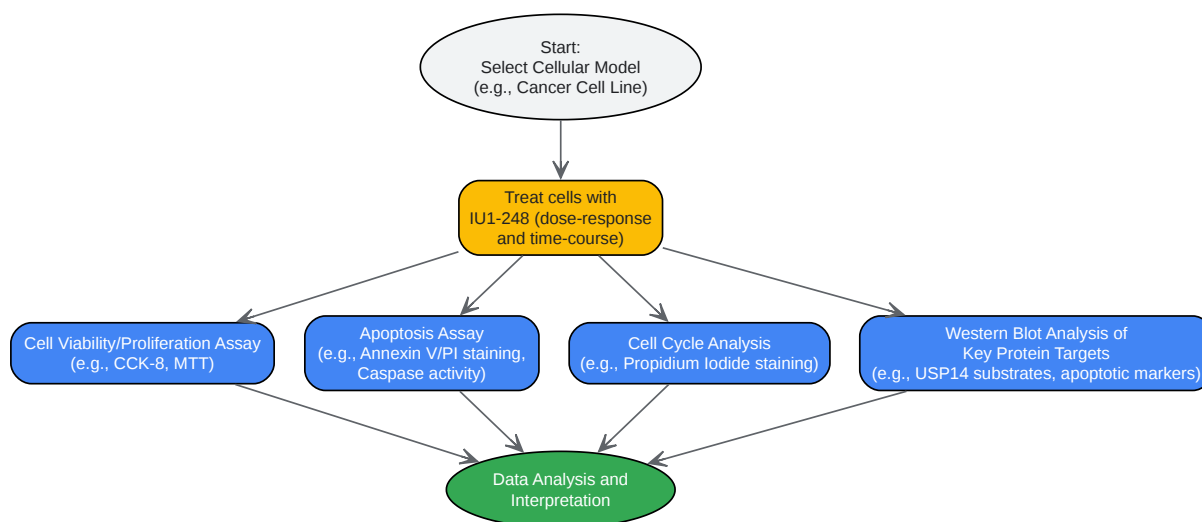 Start:
Select Cellular Model
(e.g., Cancer Cell Line)
Treat cells with
IU1-248 (dose-response
and time-course)
Cell Viability/Proliferation Assay
(e.g., CCK-8, MTT)
Apoptosis Assay
(e.g., Annexin V/PI staining,
Caspase activity)
Cell Cycle Analysis
(e.g., Propidium Iodide staining)
Western Blot Analysis of
Key Protein Targets
(e.g., USP14 substrates, apoptotic markers)
Data Analysis and
Interpretation